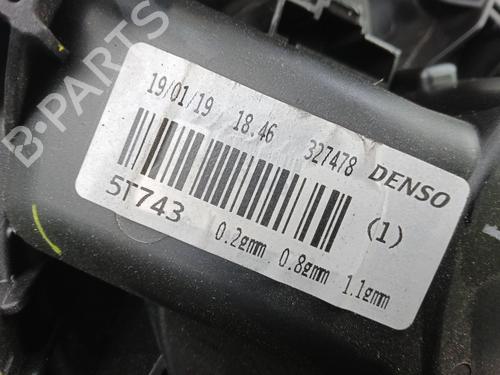 B-PARTS
19/01/19 18.46 327478 DENSO
5T743 (1)
0.2gmm 0.8gmm 1.1gmm